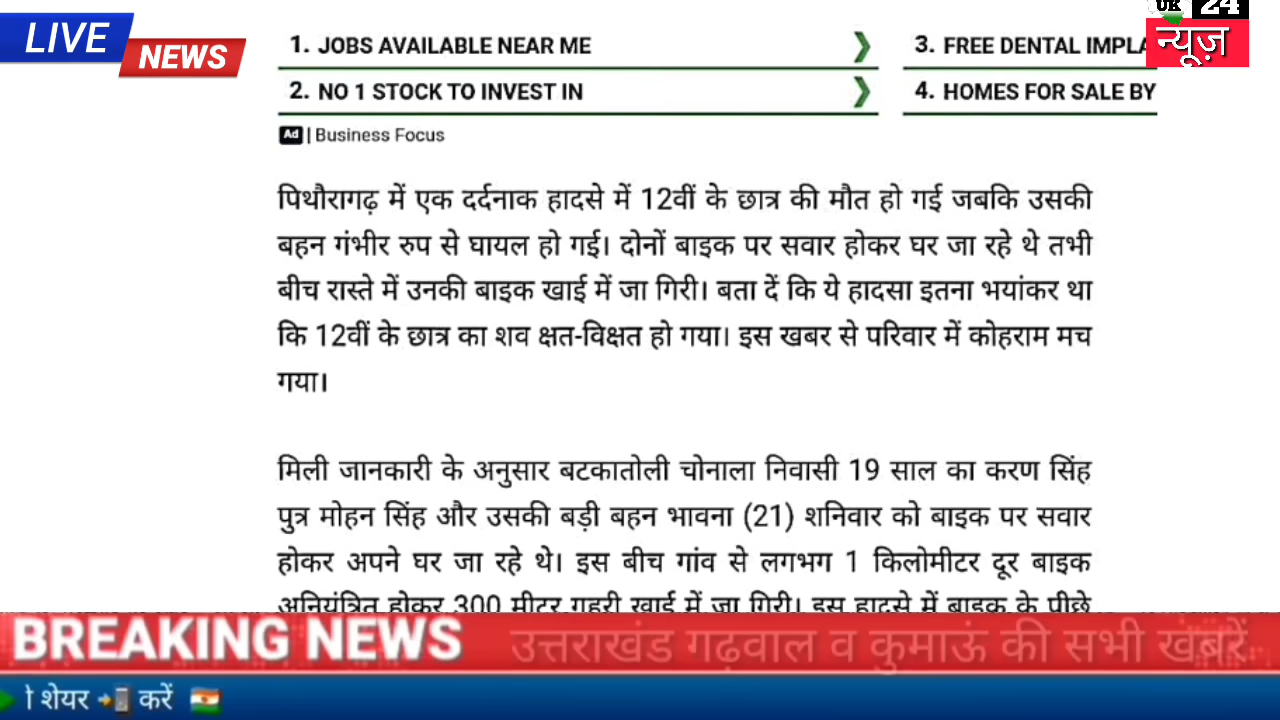 LIVE
NEWS
UK 24
न्यूज़
1. JOBS AVAILABLE NEAR ME
2. NO 1 STOCK TO INVEST IN
3. FREE DENTAL
4. HOMES FOR SALE BY
Ad | Business Focus
पिथौरागढ़ में एक दर्दनाक हादसे में 12वीं के छात्र की मौत हो गई जबकि उसकी
बहन गंभीर रुप से घायल हो गई। दोनों बाइक पर सवार होकर घर जा रहे थे तभी
बीच रास्ते में उनकी बाइक खाई में जा गिरी। बता दें कि ये हादसा इतना भयांकर था
कि 12वीं के छात्र का शव क्षत-विक्षत हो गया। इस खबर से परिवार में कोहराम मच
गया।
मिली जानकारी के अनुसार बटकातोली चोनाला निवासी 19 साल का करण सिंह
पुत्र मोहन सिंह और उसकी बड़ी बहन भावना (21) शनिवार को बाइक पर सवार
होकर अपने घर जा रहे थे। इस बीच गांव से लगभग 1 किलोमीटर दूर बाइक
अनियंत्रित होकर 300 मीटर गहरी खाई में जा गिरी। इस हादसे में बाइक के पीछे
BREAKING NEWS
उत्तराखंड गढ़वाल व कुमाऊं की सभी खबरें
शेयर करें